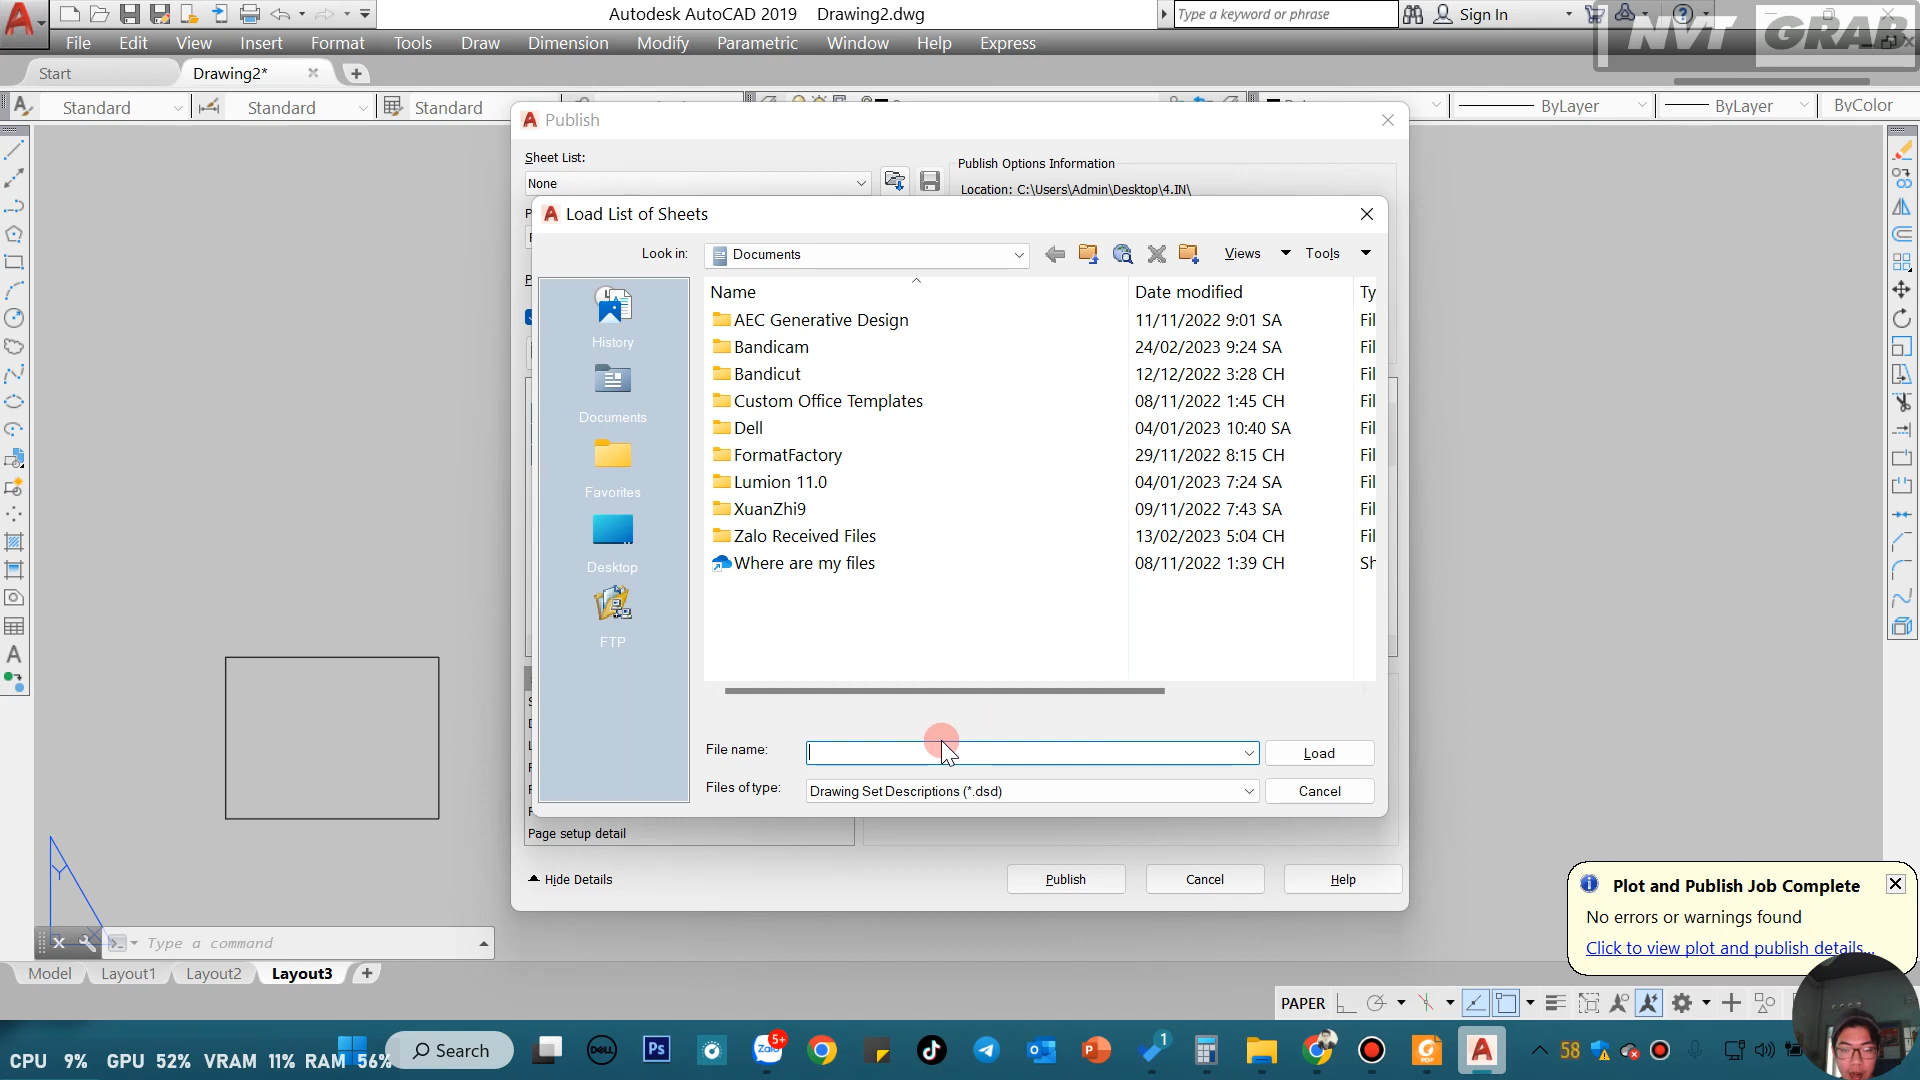 Autodesk AutoCAD 2019 Drawing2.dwg
Type a keyword or phrase
Sign In
NVT GRAB
File Edit View Insert Format Tools Draw Dimension Modify Parametric Window Help Express
Start
Drawing2*
Standard
Standard
Standard
ByLayer
ByLayer
ByColor
Publish
Sheet List:
None
Publish Options Information
Location: C:\Users\Admin\Desktop\4.IN\
Load List of Sheets
Look in:
Documents
Views
Tools
Name
Date modified
Ty
AEC Generative Design 11/11/2022 9:01 SA Fil
Bandicam 24/02/2023 9:24 SA Fil
Bandicut 12/12/2022 3:28 CH Fil
Custom Office Templates 08/11/2022 1:45 CH Fil
Dell 04/01/2023 10:40 SA Fil
FormatFactory 29/11/2022 8:15 CH Fil
Lumion 11.0 04/01/2023 7:24 SA Fil
XuanZhi9 09/11/2022 7:43 SA Fil
Zalo Received Files 13/02/2023 5:04 CH Fil
Where are my files 08/11/2022 1:39 CH Sh
History
Documents
Favorites
Desktop
FTP
File name:
Load
Files of type:
Drawing Set Descriptions (*.dsd)
Cancel
Page setup detail
Hide Details
Publish
Cancel
Help
Plot and Publish Job Complete
No errors or warnings found
Click to view plot and publish details...
Y
X
Type a command
Model Layout1 Layout2 Layout3
PAPER
CPU 9% GPU 52% VRAM 11% RAM 56%
Search
DELL
Ps
Zalo
5+
1
PDF
58